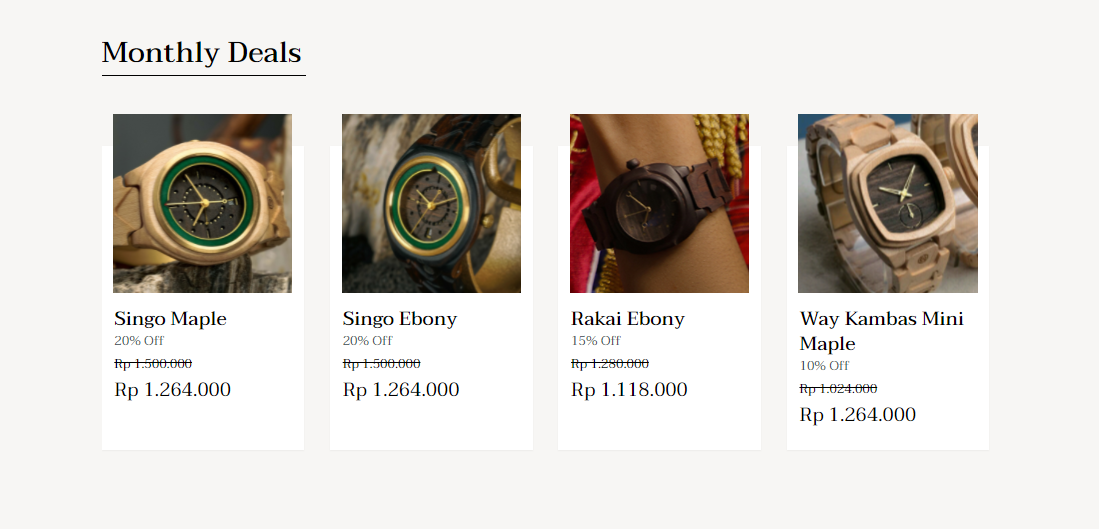 Monthly Deals
Singo Maple
20% Off
Rp 1.500.000
Rp 1.264.000
Singo Ebony
20% Off
Rp 1.500.000
Rp 1.264.000
Rakai Ebony
15% Off
Rp 1.280.000
Rp 1.118.000
Way Kambas Mini
Maple
10% Off
Rp 1.024.000
Rp 1.264.000